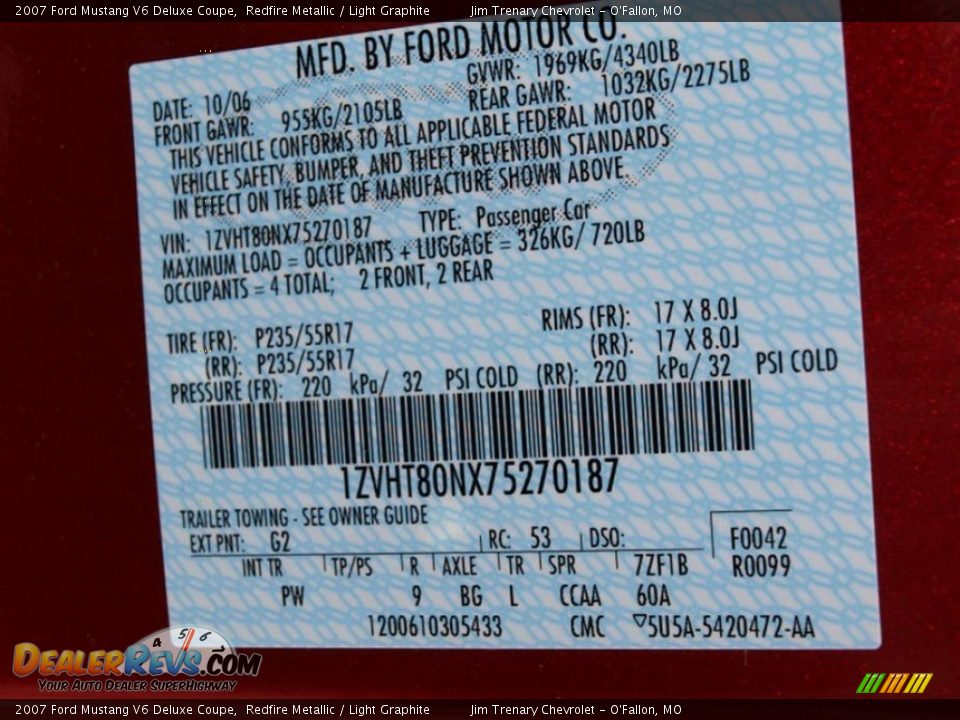 2007 Ford Mustang V6 Deluxe Coupe, Redfire Metallic / Light Graphite Jim Trenary Chevrolet - O'Fallon, MO
MFD. BY FORD MOTOR CO.
DATE: 10/06 GVWR: 1969KG/4340LB
FRONT GAWR: 955KG/2105LB REAR GAWR: 1032KG/2275LB
THIS VEHICLE CONFORMS TO ALL APPLICABLE FEDERAL MOTOR
VEHICLE SAFETY, BUMPER, AND THEFT PREVENTION STANDARDS
IN EFFECT ON THE DATE OF MANUFACTURE SHOWN ABOVE.
VIN: 1ZVHT80NX75270187 TYPE: Passenger Car
MAXIMUM LOAD = OCCUPANTS + LUGGAGE = 326KG/ 720LB
OCCUPANTS = 4 TOTAL; 2 FRONT, 2 REAR
TIRE (FR): P235/55R17 RIMS (FR): 17 X 8.0J
(RR): P235/55R17 (RR): 17 X 8.0J
PRESSURE (FR): 220 kPa/ 32 PSI COLD (RR): 220 kPa/ 32 PSI COLD
1ZVHT80NX75270187
TRAILER TOWING - SEE OWNER GUIDE
EXT PNT: G2 RC: 53 DSO: F0042
INT TR TP/PS R AXLE TR SPR 7ZF1B R0099
PW 9 BG L CCAA 60A
1200610305433 CMC ▽5U5A-5420472-AA
4 5 6
DEALERREVS.COM
YOUR AUTO DEALER SUPERHIGHWAY
2007 Ford Mustang V6 Deluxe Coupe, Redfire Metallic / Light Graphite Jim Trenary Chevrolet - O'Fallon, MO